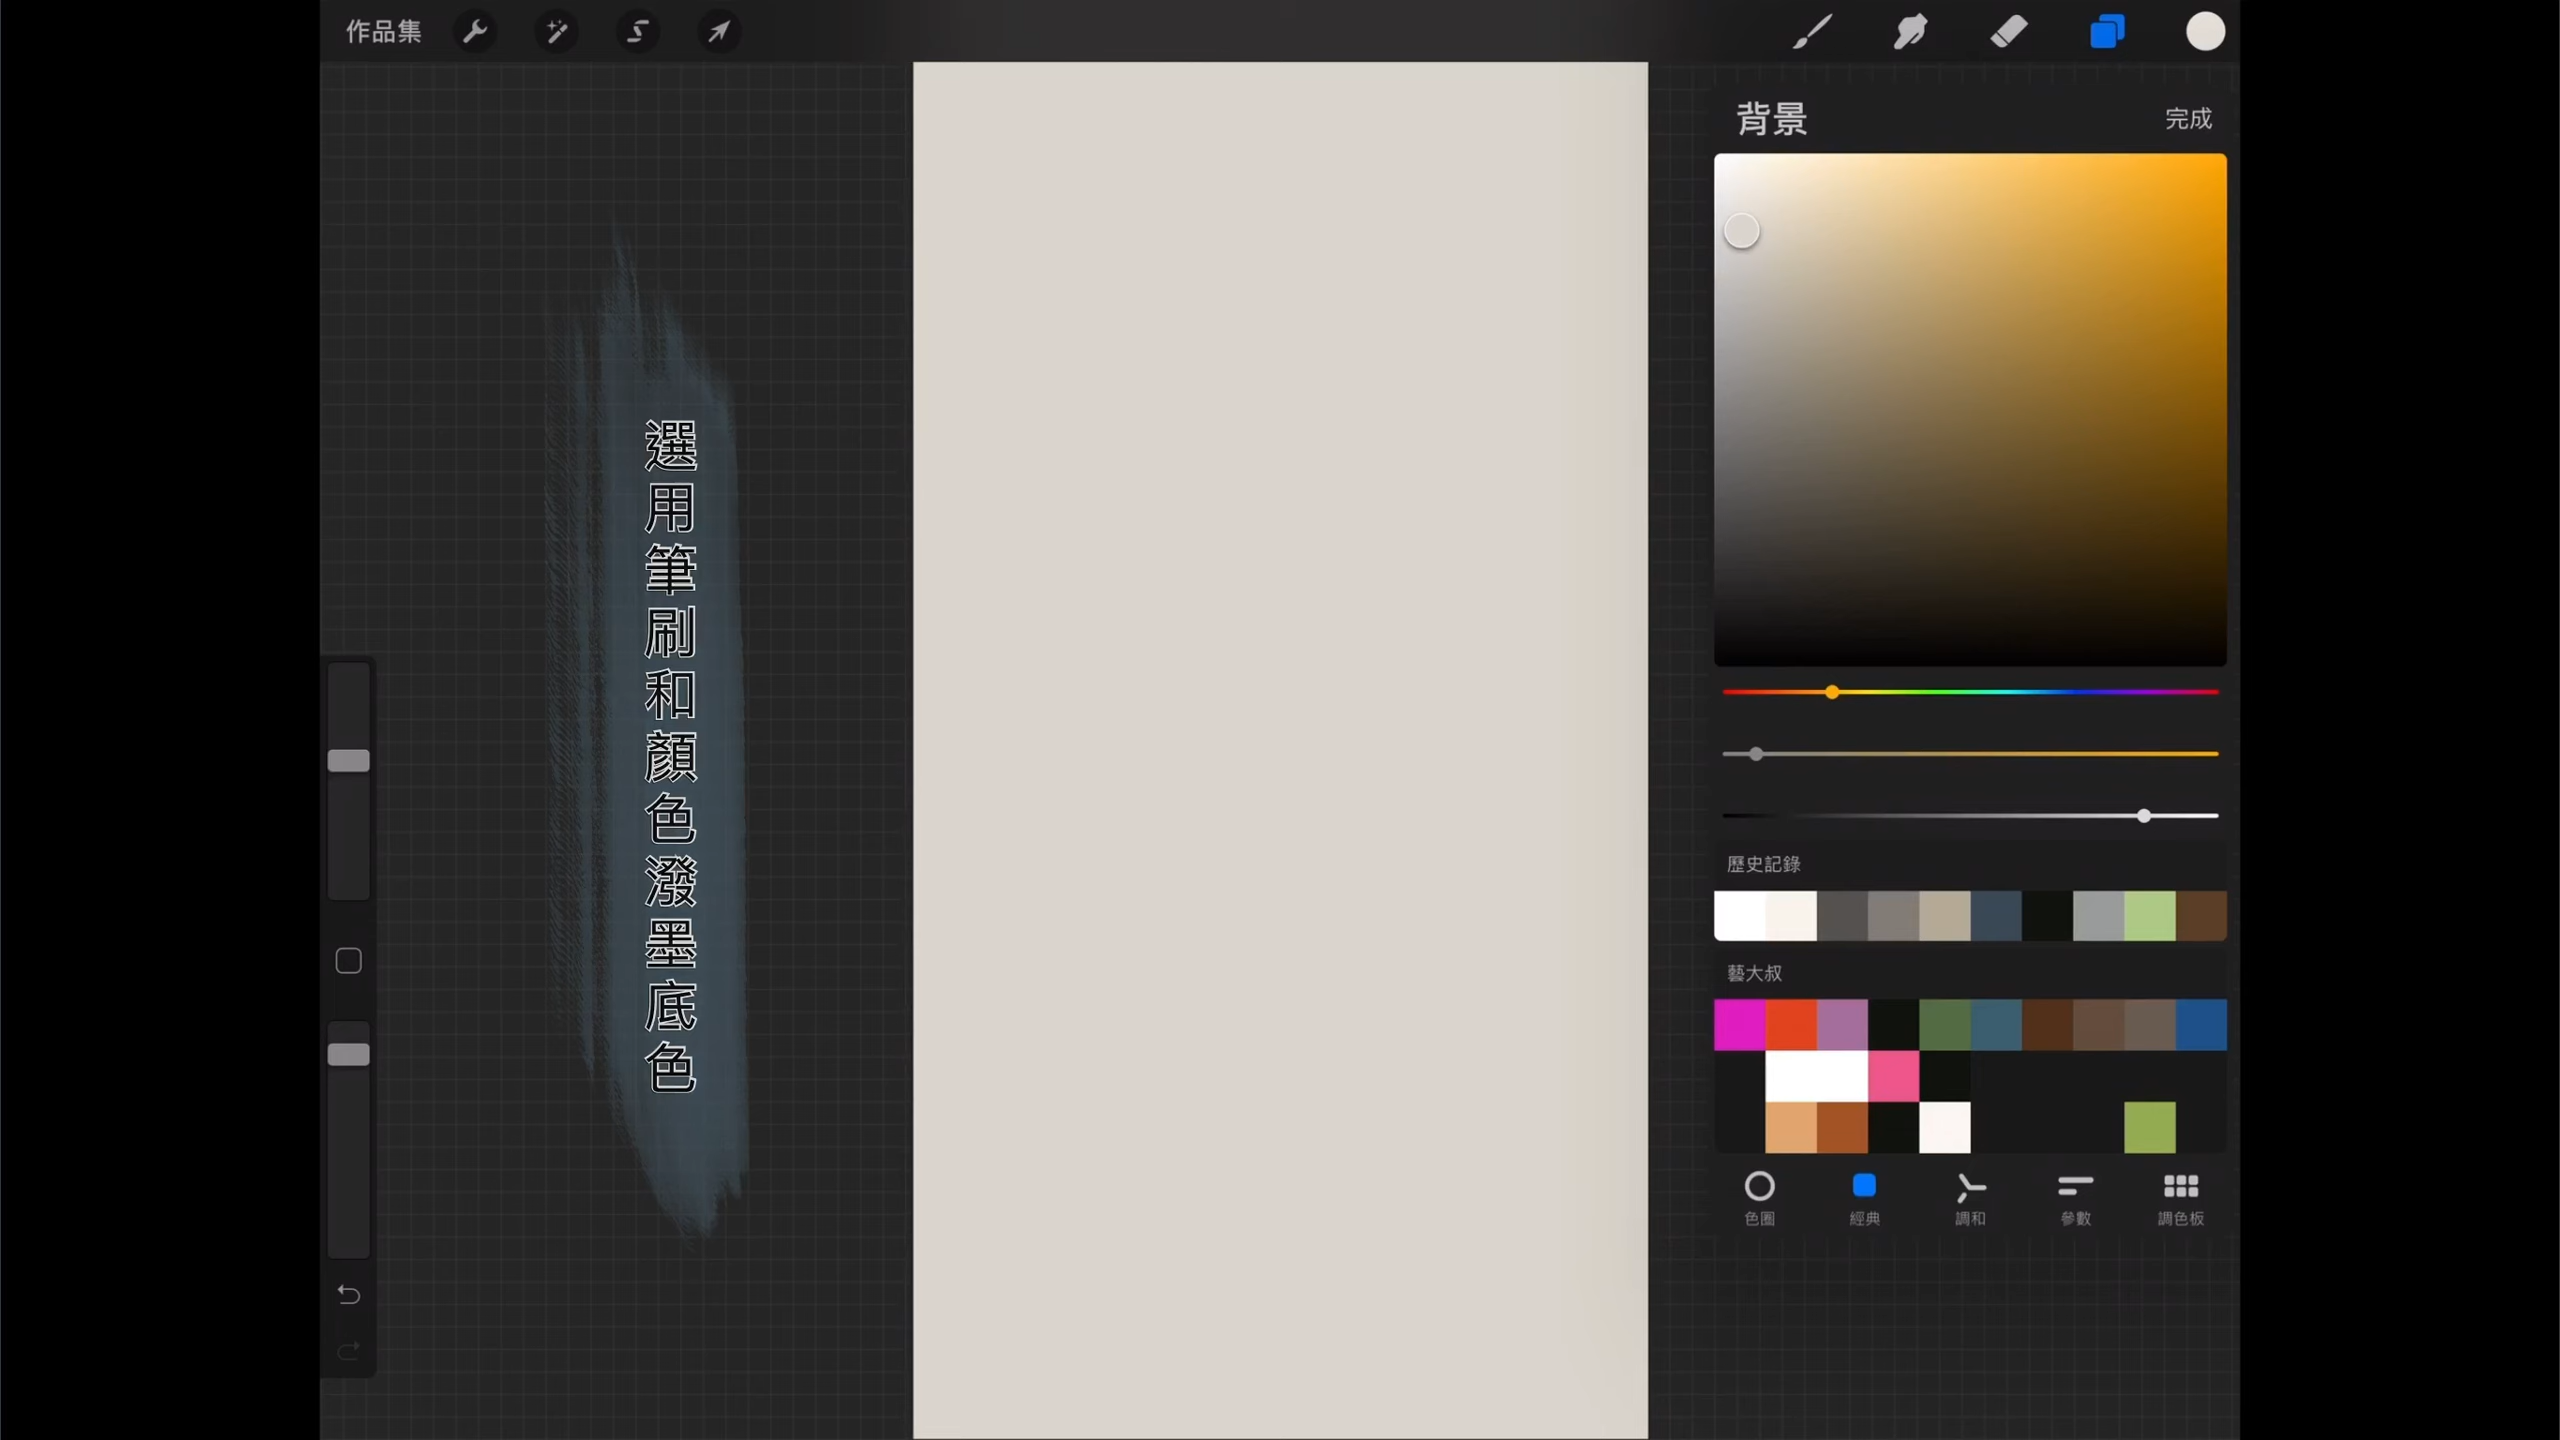 作品集
背景
完成
選用筆刷和顏色潑墨底色
歷史記錄
藝大叔
色圈
經典
調和
參數
調色板